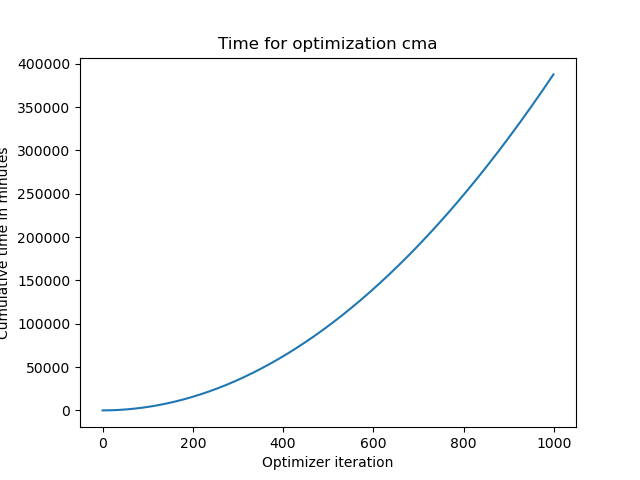 Time for optimization cma
400000
350000
300000
250000
200000
150000
100000
50000
0
Cumulative time in minutes
0 200 400 600 800 1000
Optimizer iteration